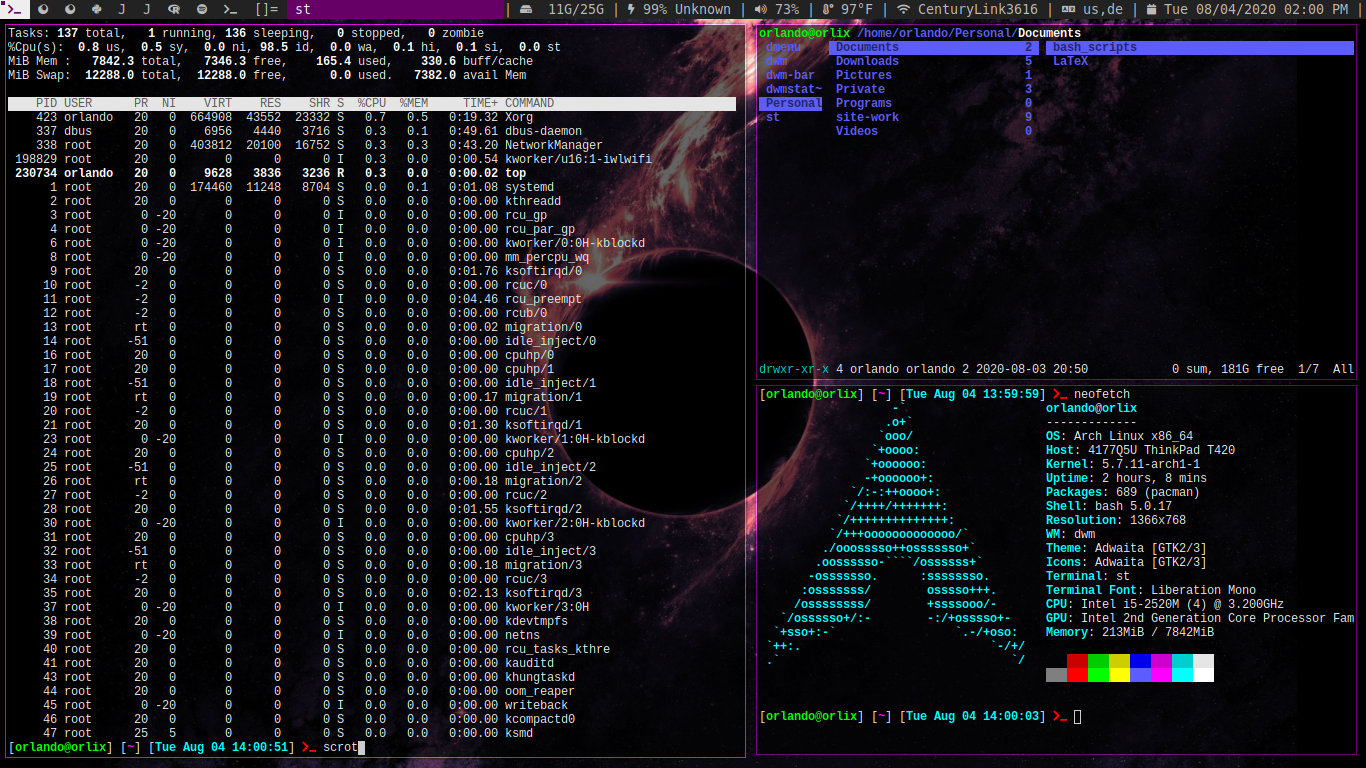 J J []= st 11G/25G | 99% Unknown | 73% | 97°F | CenturyLink3616 | us,de | Tue 08/04/2020 02:00 PM |
Tasks: 137 total, 1 running, 136 sleeping, 0 stopped, 0 zombie
%Cpu(s): 0.8 us, 0.5 sy, 0.0 ni, 98.5 id, 0.0 wa, 0.1 hi, 0.1 si, 0.0 st
MiB Mem : 7842.3 total, 7346.3 free, 165.4 used, 330.6 buff/cache
MiB Swap: 12288.0 total, 12288.0 free, 0.0 used. 7382.0 avail Mem
PID USER PR NI VIRT RES SHR S %CPU %MEM TIME+ COMMAND
423 orlando 20 0 664908 43552 23332 S 0.7 0.5 0:19.32 Xorg
337 dbus 20 0 6956 4440 3716 S 0.3 0.1 0:49.61 dbus-daemon
338 root 20 0 403812 20100 16752 S 0.3 0.3 0:43.20 NetworkManager
198829 root 20 0 0 0 0 I 0.3 0.0 0:00.54 kworker/u16:1-iwlwifi
230734 orlando 20 0 9628 3836 3236 R 0.3 0.0 0:00.02 top
1 root 20 0 174460 11248 8704 S 0.0 0.1 0:01.08 systemd
2 root 20 0 0 0 0 S 0.0 0.0 0:00.00 kthreadd
3 root 0 -20 0 0 0 I 0.0 0.0 0:00.00 rcu_gp
4 root 0 -20 0 0 0 I 0.0 0.0 0:00.00 rcu_par_gp
6 root 0 -20 0 0 0 I 0.0 0.0 0:00.00 kworker/0:0H-kblockd
8 root 0 -20 0 0 0 I 0.0 0.0 0:00.00 mm_percpu_wq
9 root 20 0 0 0 0 S 0.0 0.0 0:01.76 ksoftirqd/0
10 root -2 0 0 0 0 S 0.0 0.0 0:00.00 rcuc/0
11 root -2 0 0 0 0 I 0.0 0.0 0:04.46 rcu_preempt
12 root -2 0 0 0 0 S 0.0 0.0 0:00.00 rcub/0
13 root rt 0 0 0 0 S 0.0 0.0 0:00.02 migration/0
14 root -51 0 0 0 0 S 0.0 0.0 0:00.00 idle_inject/0
16 root 20 0 0 0 0 S 0.0 0.0 0:00.00 cpuhp/0
17 root 20 0 0 0 0 S 0.0 0.0 0:00.00 cpuhp/1
18 root -51 0 0 0 0 S 0.0 0.0 0:00.00 idle_inject/1
19 root rt 0 0 0 0 S 0.0 0.0 0:00.17 migration/1
20 root -2 0 0 0 0 S 0.0 0.0 0:00.00 rcuc/1
21 root 20 0 0 0 0 S 0.0 0.0 0:01.30 ksoftirqd/1
23 root 0 -20 0 0 0 I 0.0 0.0 0:00.00 kworker/1:0H-kblockd
24 root 20 0 0 0 0 S 0.0 0.0 0:00.00 cpuhp/2
25 root -51 0 0 0 0 S 0.0 0.0 0:00.00 idle_inject/2
26 root rt 0 0 0 0 S 0.0 0.0 0:00.18 migration/2
27 root -2 0 0 0 0 S 0.0 0.0 0:00.00 rcuc/2
28 root 20 0 0 0 0 S 0.0 0.0 0:01.55 ksoftirqd/2
30 root 0 -20 0 0 0 I 0.0 0.0 0:00.00 kworker/2:0H-kblockd
31 root 20 0 0 0 0 S 0.0 0.0 0:00.00 cpuhp/3
32 root -51 0 0 0 0 S 0.0 0.0 0:00.00 idle_inject/3
33 root rt 0 0 0 0 S 0.0 0.0 0:00.18 migration/3
34 root -2 0 0 0 0 S 0.0 0.0 0:00.00 rcuc/3
35 root 20 0 0 0 0 S 0.0 0.0 0:02.13 ksoftirqd/3
37 root 0 -20 0 0 0 I 0.0 0.0 0:00.00 kworker/3:0H
38 root 20 0 0 0 0 S 0.0 0.0 0:00.00 kdevtmpfs
39 root 0 -20 0 0 0 I 0.0 0.0 0:00.00 netns
40 root 20 0 0 0 0 S 0.0 0.0 0:00.00 rcu_tasks_kthre
41 root 20 0 0 0 0 S 0.0 0.0 0:00.00 kauditd
43 root 20 0 0 0 0 S 0.0 0.0 0:00.00 khungtaskd
44 root 20 0 0 0 0 S 0.0 0.0 0:00.00 oom_reaper
45 root 0 -20 0 0 0 I 0.0 0.0 0:00.00 writeback
46 root 20 0 0 0 0 S 0.0 0.0 0:00.00 kcompactd0
47 root 25 5 0 0 0 S 0.0 0.0 0:00.00 ksmd
[orlando@orlix] [~] [Tue Aug 04 14:00:51] >_ scrot
orlando@orlix /home/orlando/Personal/Documents
dmenu Documents 2 bash_scripts
dwm Downloads 5 LaTeX
dwm-bar Pictures 1
dwmstat~ Private 3
Personal Programs 0
st site-work 9
Videos 0
drwxr-xr-x 4 orlando orlando 2 2020-08-03 20:50 0 sum, 181G free 1/7 All
[orlando@orlix] [~] [Tue Aug 04 13:59:59] >_ neofetch
-` orlando@orlix
.o+` -------------
`ooo/ OS: Arch Linux x86_64
`+oooo: Host: 4177Q5U ThinkPad T420
`+oooooo: Kernel: 5.7.11-arch1-1
-+oooooo+: Uptime: 2 hours, 8 mins
`/:-:++oooo+: Packages: 689 (pacman)
`/++++/+++++++: Shell: bash 5.0.17
`/++++++++++++++: Resolution: 1366x768
`/+++ooooooooooooo/` WM: dwm
./ooosssso++osssssso+` Theme: Adwaita [GTK2/3]
.oossssso-````/ossssss+` Icons: Adwaita [GTK2/3]
-osssssso. :ssssssso. Terminal: st
:osssssss/ osssso+++. Terminal Font: Liberation Mono
/ossssssss/ +ssssooo/- CPU: Intel i5-2520M (4) @ 3.200GHz
`/ossssso+/:- -:/+osssso+- GPU: Intel 2nd Generation Core Processor Fam
`+sso+:-` `.-/+oso: Memory: 213MiB / 7842MiB
`++:. `-/+/
.` `/
[orlando@orlix] [~] [Tue Aug 04 14:00:03] >_